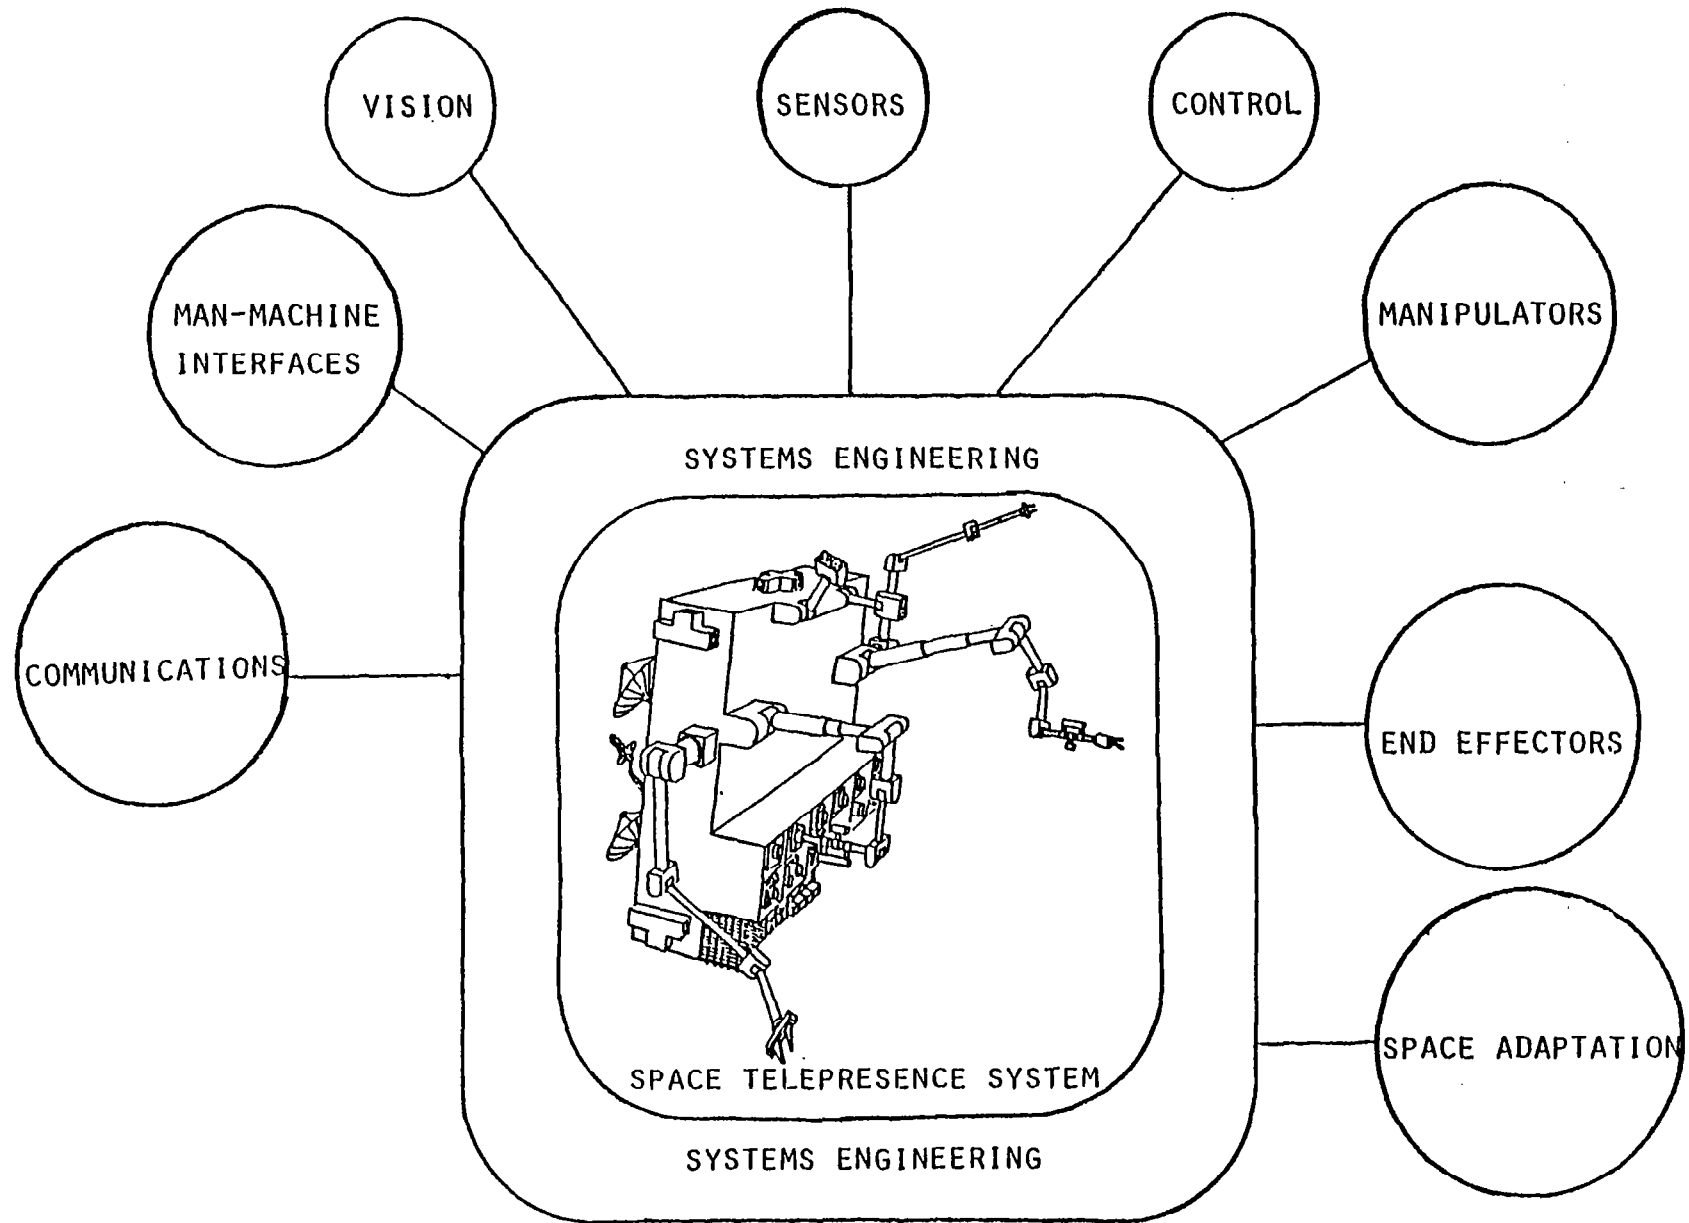 VISION
SENSORS
CONTROL
MAN-MACHINE
INTERFACES
MANIPULATORS
SYSTEMS ENGINEERING
COMMUNICATIONS
END EFFECTORS
SPACE ADAPTATION
SPACE TELEPRESENCE SYSTEM
SYSTEMS ENGINEERING